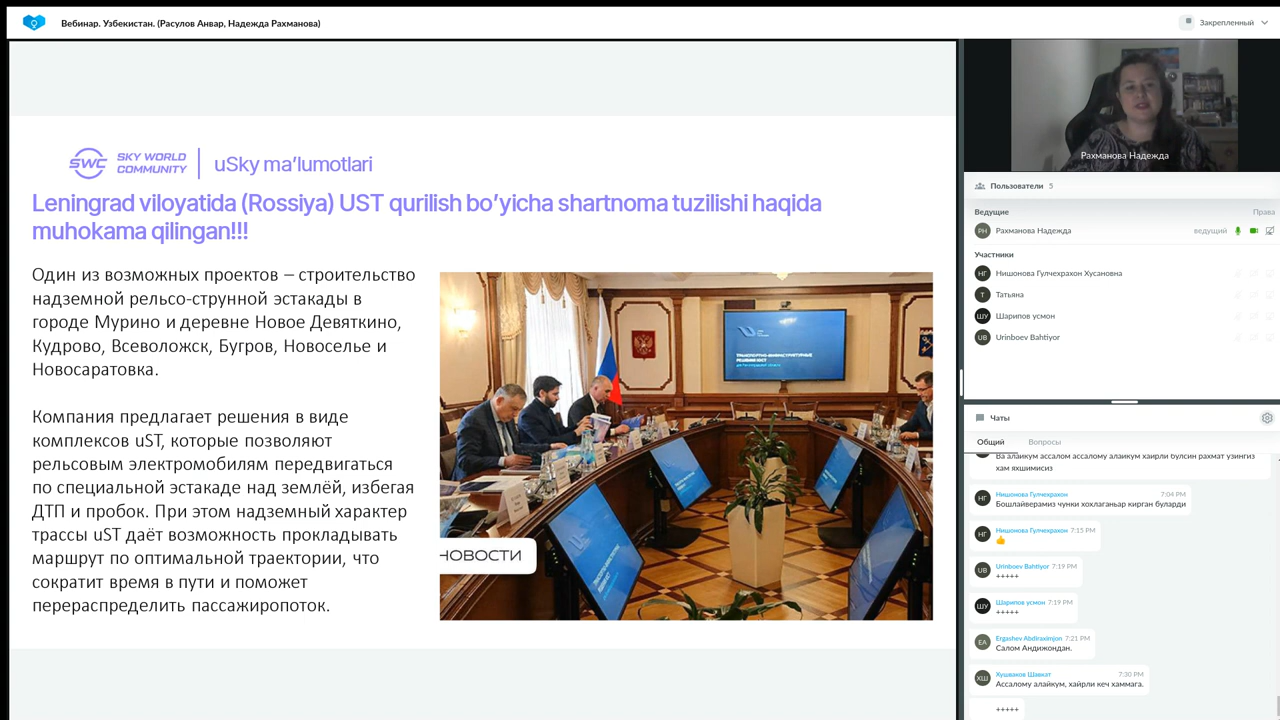 Вебинар. Узбекистан. (Расулов Анвар, Надежда Рахманова)
Закрепленный
SWC
SKY WORLD
COMMUNITY
uSky ma’lumotlari
Leningrad viloyatida (Rossiya) UST qurilish bo’yicha shartnoma tuzilishi haqida
muhokama qilingan!!!
Один из возможных проектов – строительство
надземной рельсо-струнной эстакады в
городе Мурино и деревне Новое Девяткино,
Кудрово, Всеволожск, Бугров, Новоселье и
Новосаратовка.
Компания предлагает решения в виде
комплексов uST, которые позволяют
рельсовым электромобилям передвигаться
по специальной эстакаде над землёй, избегая
ДТП и пробок. При этом надземный характер
трассы uST даёт возможность прокладывать
маршрут по оптимальной траектории, что
сократит время в пути и поможет
перераспределить пассажиропоток.
ТРАНСПОРТНО-ИНФРАСТРУКТУРНЫЕ
РЕШЕНИЯ UST
НОВОСТИ
Рахманова Надежда
Пользователи 5
Ведущие
Права
РН Рахманова Надежда ведущий
Участники
НГ Нишонова Гулчехрахон Хусановна
Т Татьяна
ШУ Шарипов усмон
UB Urinboev Bahtiyor
Чаты
Общий Вопросы
Ва алайкум ассалом ассалому алаикум хаирли булсин рахмат узингиз
хам яхшимисиз
НГ Нишонова Гулчехрахон 7:04 PM
Бошлайверамиз чунки хохлаганьар кирган буларди
НГ Нишонова Гулчехрахон 7:15 PM
UB Urinboev Bahtiyor 7:19 PM
+++++
ШУ Шарипов усмон 7:19 PM
+++++
EA Ergashev Abdiraximjon 7:21 PM
Салом Андижондан.
ХШ Хушваков Шавкат 7:30 PM
Ассалому алайкум, хайрли кеч хаммага.
+++++